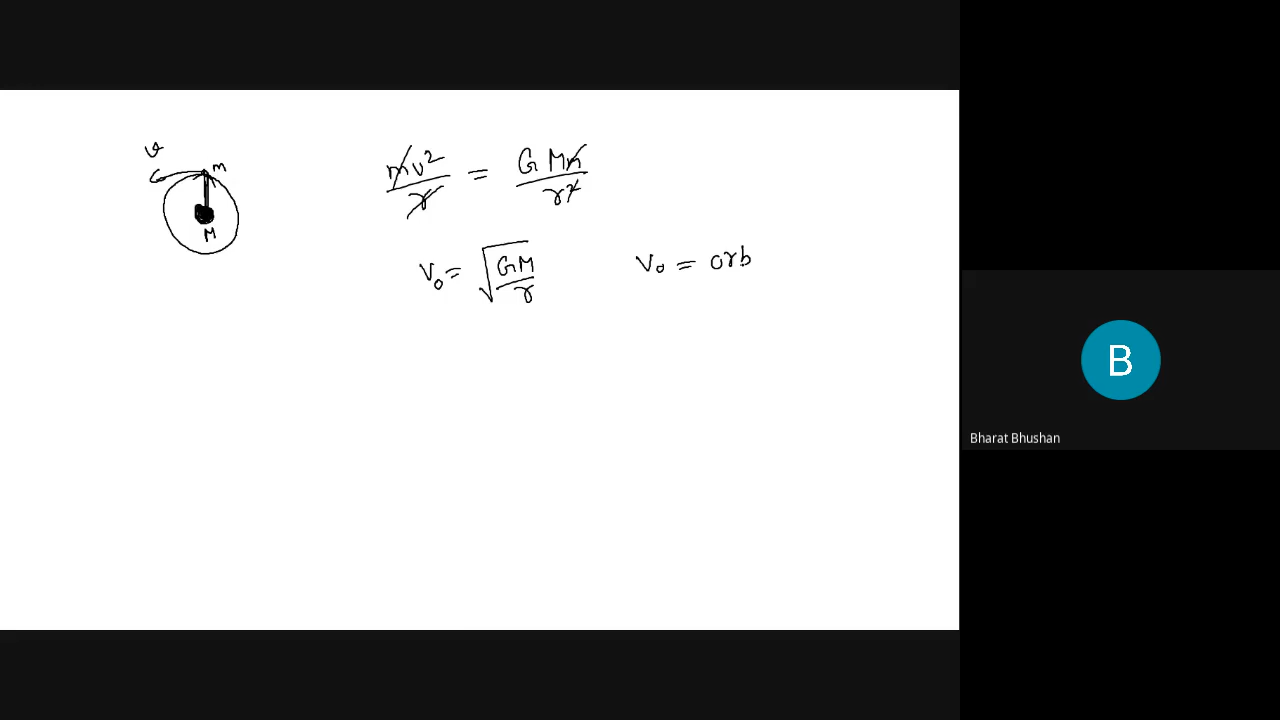 v
m
M
mv²/r = GMm/r²
V₀ = √(GM/r) V₀ = orb
B
Bharat Bhushan